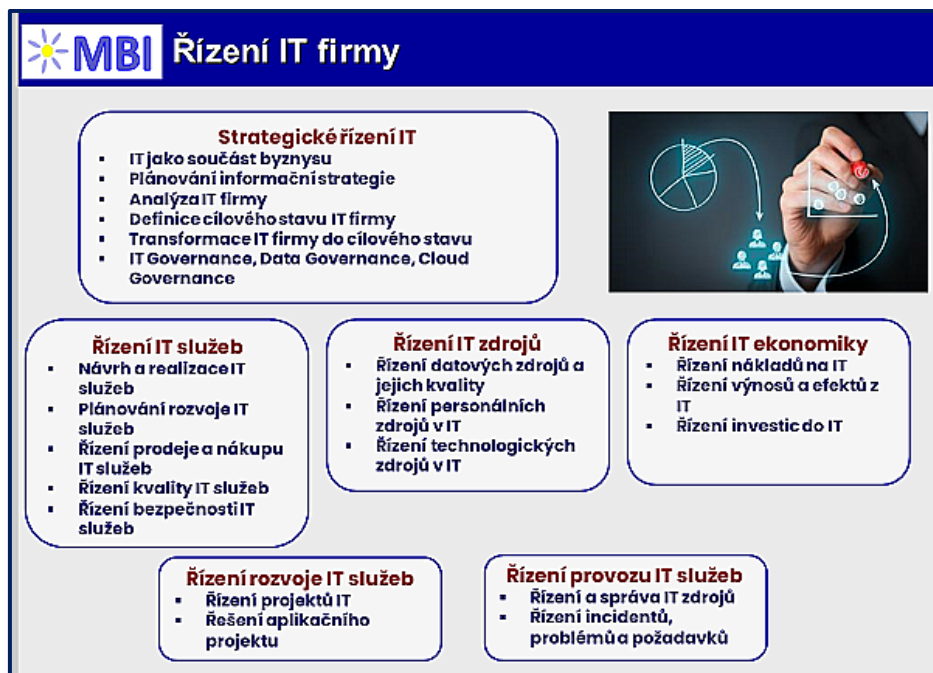 MBI Řízení IT firmy
Strategické řízení IT
▪ IT jako součást byznysu
▪ Plánování informační strategie
▪ Analýza IT firmy
▪ Definice cílového stavu IT firmy
▪ Transformace IT firmy do cílového stavu
▪ IT Governance, Data Governance, Cloud
Governance
Řízení IT služeb
▪ Návrh a realizace IT
služeb
▪ Plánování rozvoje IT
služeb
▪ Řízení prodeje a nákupu
IT služeb
▪ Řízení kvality IT služeb
▪ Řízení bezpečnosti IT
služeb
Řízení IT zdrojů
▪ Řízení datových zdrojů a
jejich kvality
▪ Řízení personálních
zdrojů v IT
▪ Řízení technologických
zdrojů v IT
Řízení IT ekonomiky
▪ Řízení nákladů na IT
▪ Řízení výnosů a efektů z
IT
▪ Řízení investic do IT
Řízení rozvoje IT služeb
▪ Řízení projektů IT
▪ Řešení aplikačního
projektu
Řízení provozu IT služeb
▪ Řízení a správa IT zdrojů
▪ Řízení incidentů,
problémů a požadavků